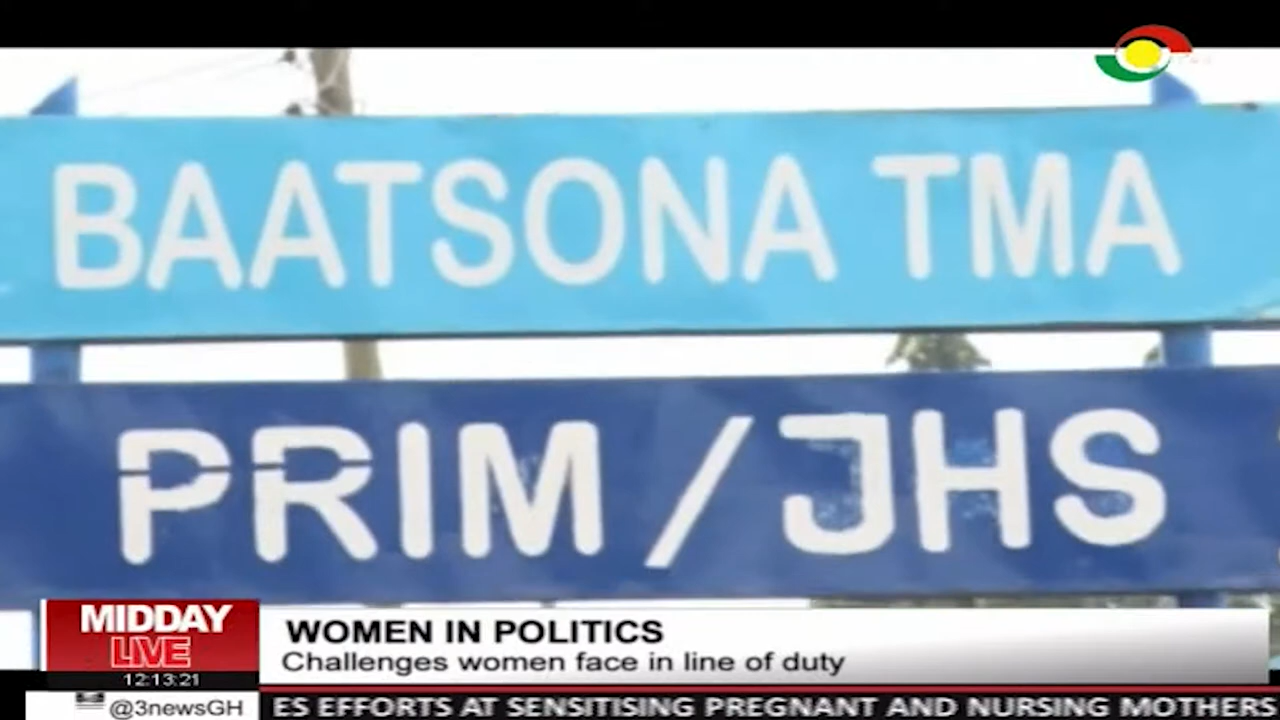 BAATSONA TMA
PRIM/JHS
MIDDAY
LIVE
12:13:21
WOMEN IN POLITICS
Challenges women face in line of duty
@3newsGH
ES EFFORTS AT SENSITISING PREGNANT AND NURSING MOTHERS